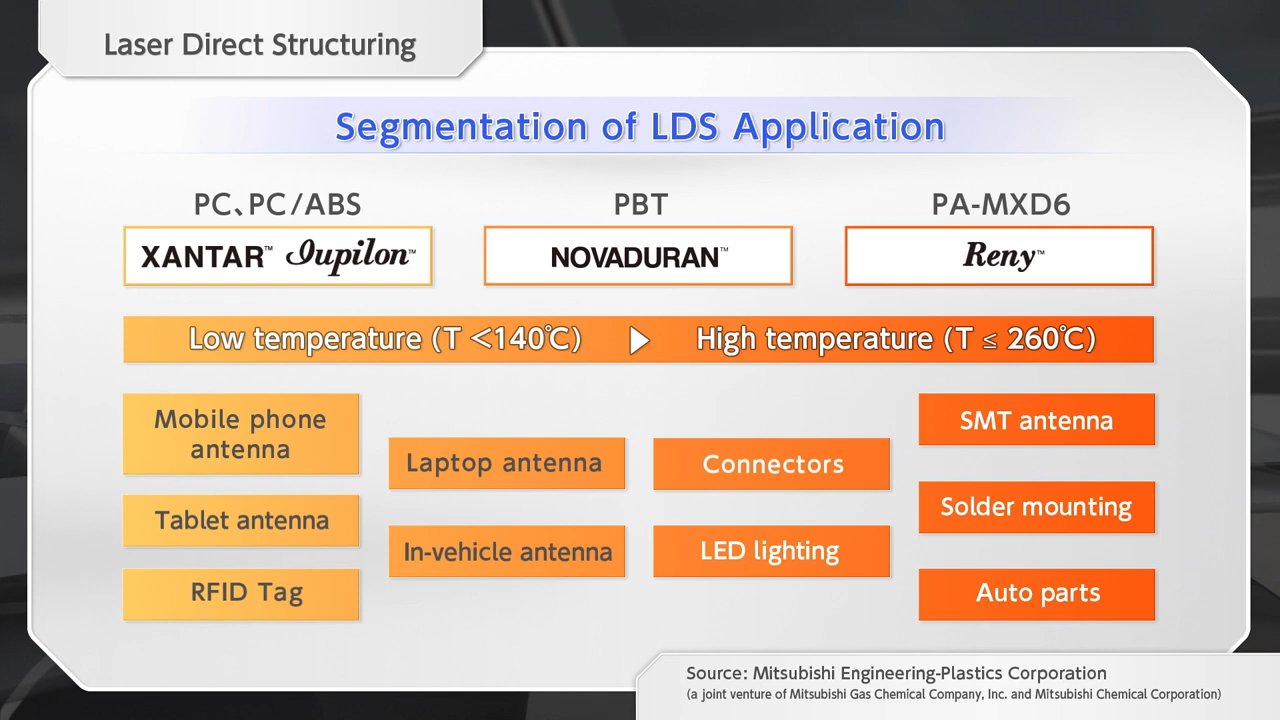 Laser Direct Structuring
Segmentation of LDS Application
PC、PC/ABS
PBT
PA-MXD6
XANTAR™ Iupilon™
NOVADURAN™
Reny™
Low temperature (T <140℃) ▶ High temperature (T ≤ 260℃)
Mobile phone
antenna
Tablet antenna
RFID Tag
Laptop antenna
In-vehicle antenna
Connectors
LED lighting
SMT antenna
Solder mounting
Auto parts
Source: Mitsubishi Engineering-Plastics Corporation
(a joint venture of Mitsubishi Gas Chemical Company, Inc. and Mitsubishi Chemical Corporation)